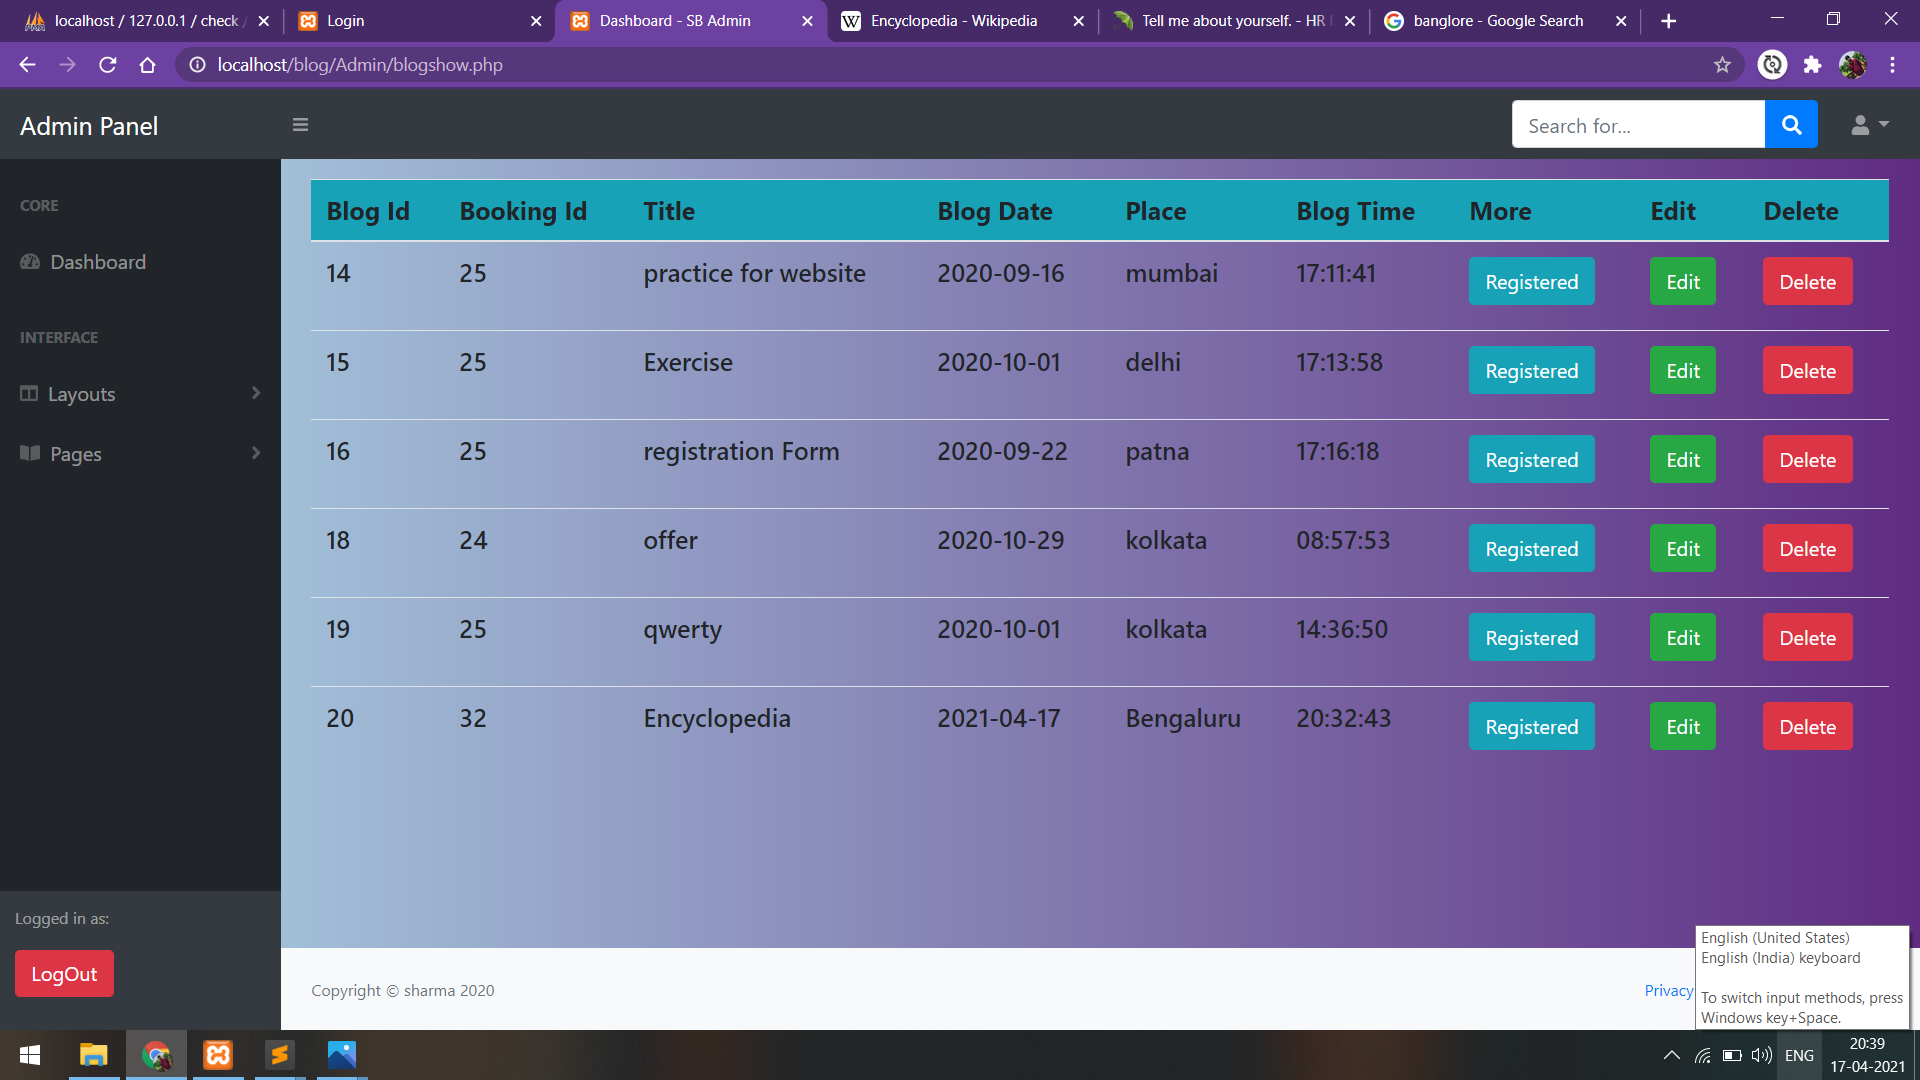 localhost / 127.0.0.1 / check
Login
Dashboard - SB Admin
Encyclopedia - Wikipedia
Tell me about yourself. - HR
banglore - Google Search
localhost/blog/Admin/blogshow.php
Admin Panel
Search for...
CORE
Dashboard
INTERFACE
Layouts
Pages
Logged in as:
LogOut
Blog Id Booking Id Title Blog Date Place Blog Time More Edit Delete
14 25 practice for website 2020-09-16 mumbai 17:11:41 Registered Edit Delete
15 25 Exercise 2020-10-01 delhi 17:13:58 Registered Edit Delete
16 25 registration Form 2020-09-22 patna 17:16:18 Registered Edit Delete
18 24 offer 2020-10-29 kolkata 08:57:53 Registered Edit Delete
19 25 qwerty 2020-10-01 kolkata 14:36:50 Registered Edit Delete
20 32 Encyclopedia 2021-04-17 Bengaluru 20:32:43 Registered Edit Delete
Copyright © sharma 2020
Privacy
English (United States)
English (India) keyboard
To switch input methods, press
Windows key+Space.
ENG
20:39
17-04-2021